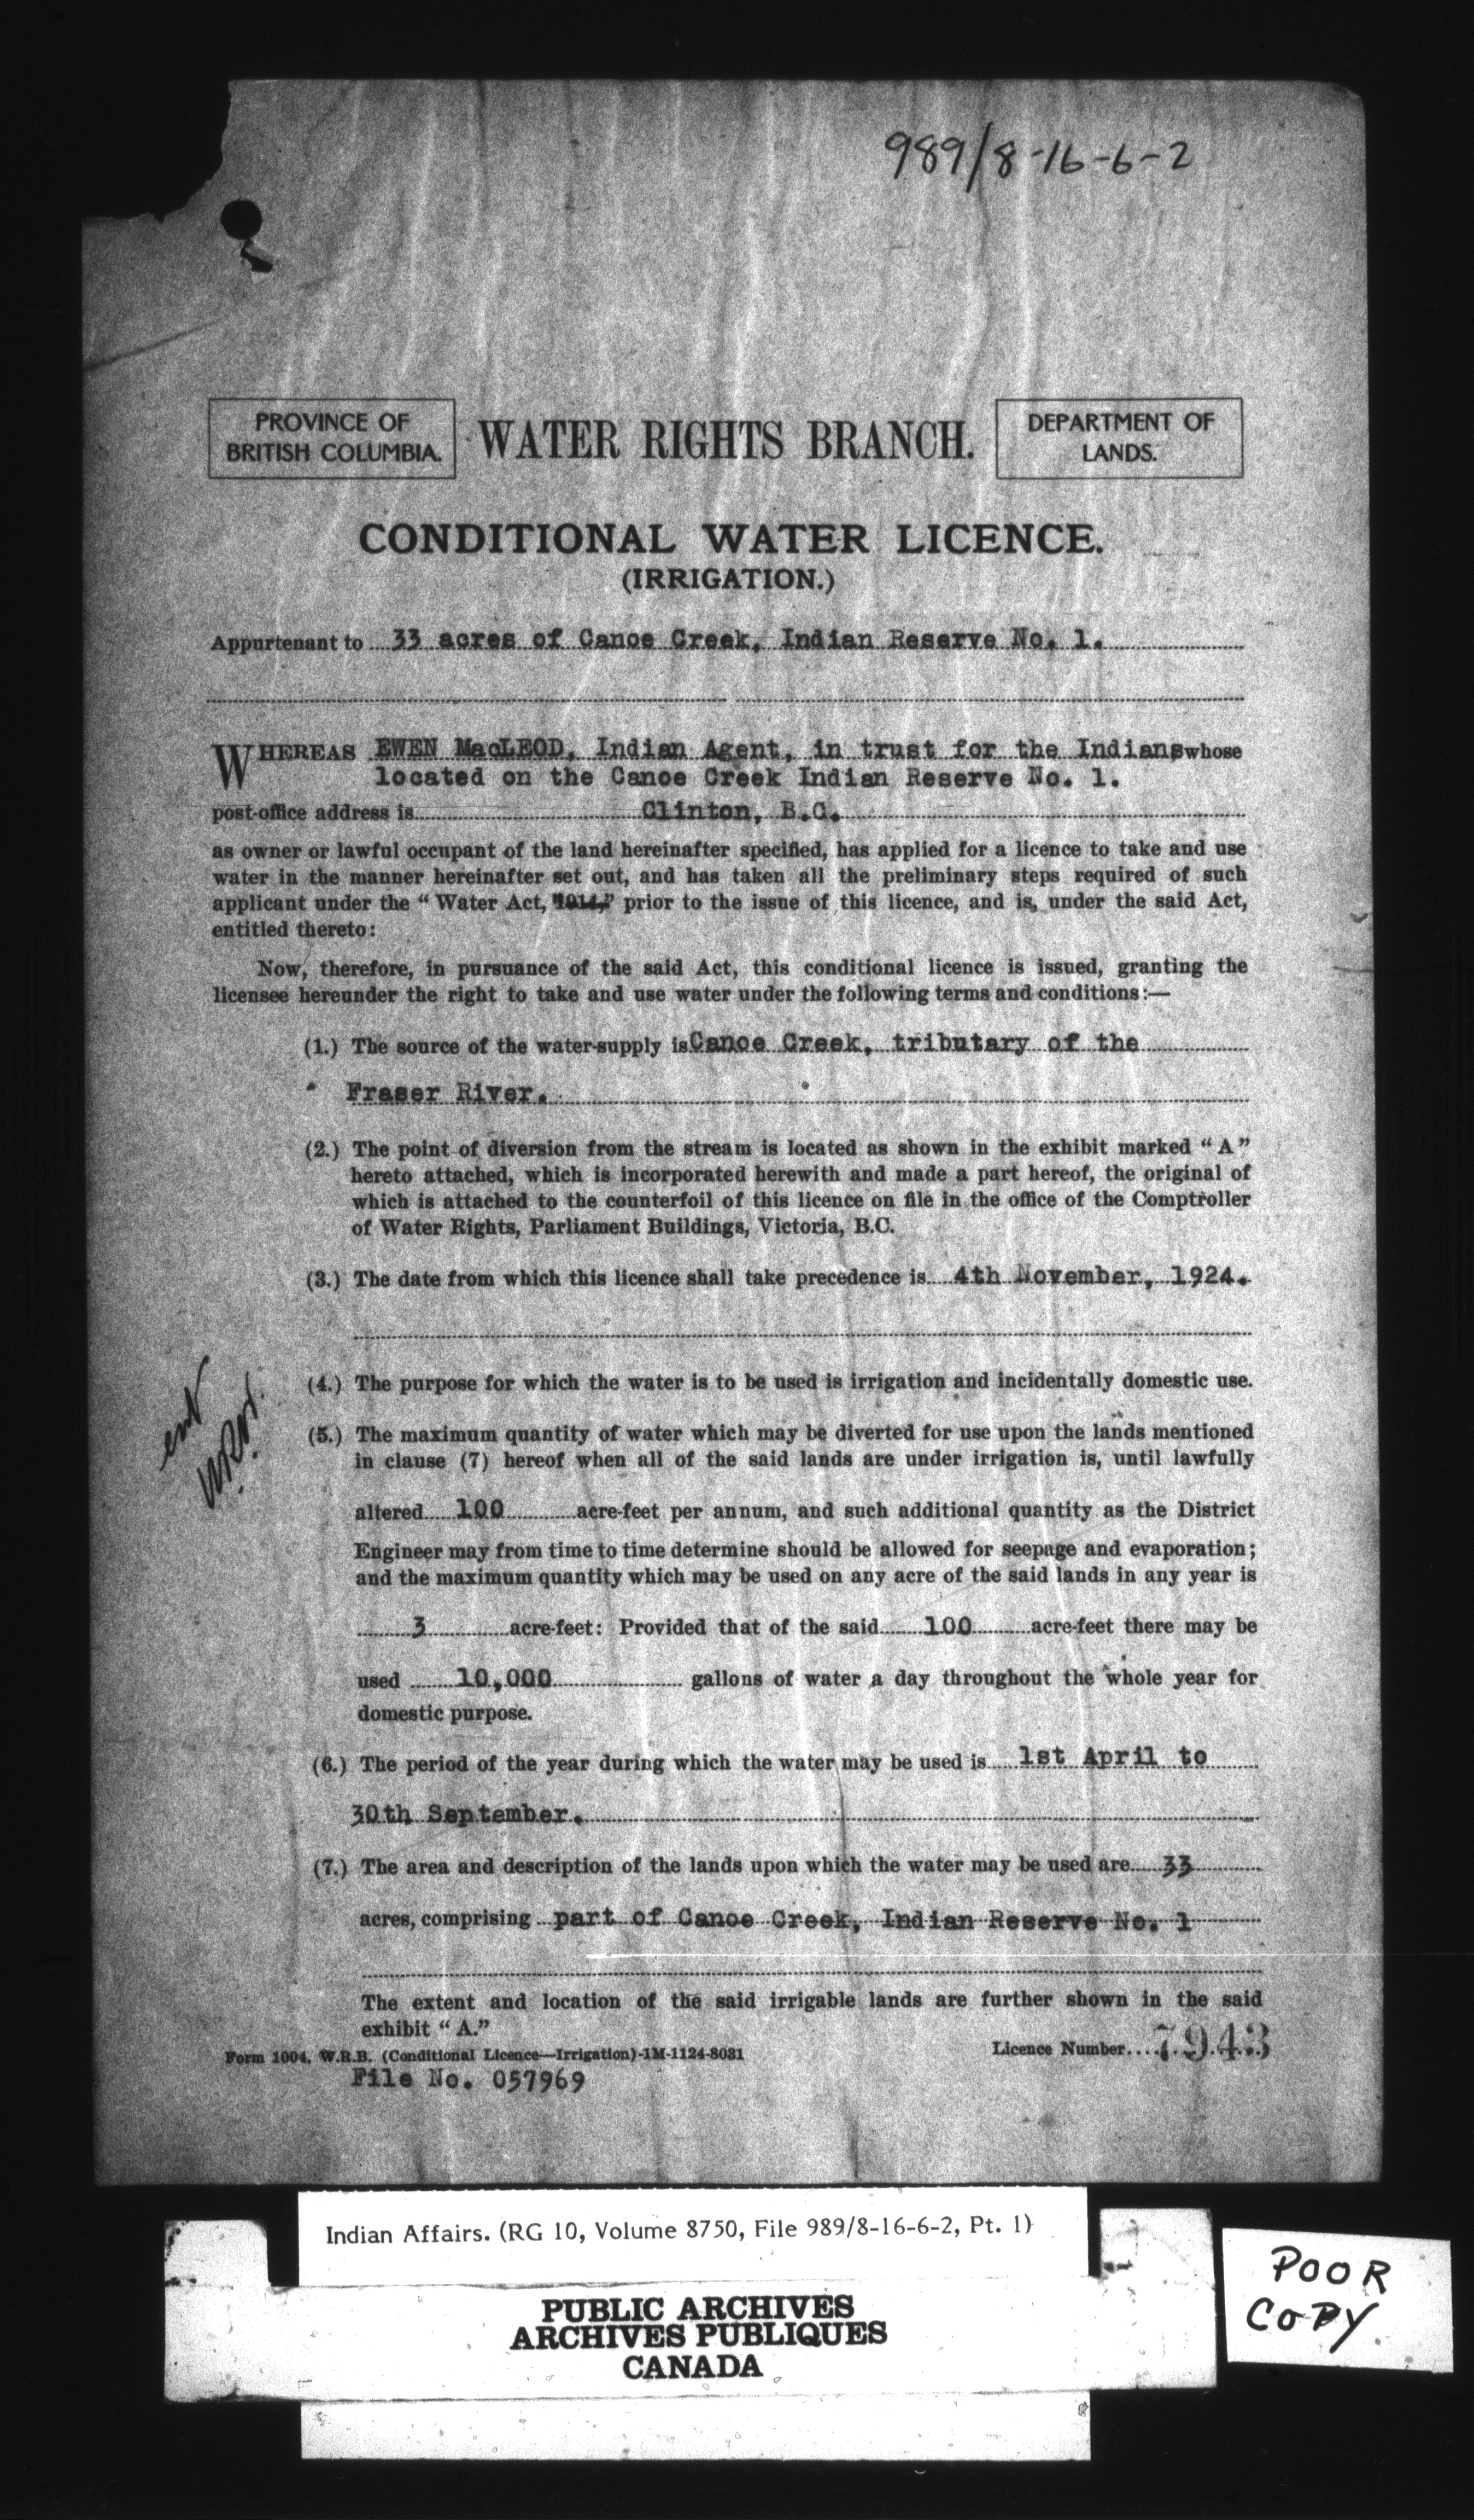 989/8-16-6-2
PROVINCE OF
BRITISH COLUMBIA.
WATER RIGHTS BRANCH.
DEPARTMENT OF
LANDS.
CONDITIONAL WATER LICENCE.
(IRRIGATION.)
Appurtenant to 33 acres of Canoe Creek, Indian Reserve No. 1.
WHEREAS EWEN MacLEOD, Indian Agent, in trust for the Indians whose
located on the Canoe Creek Indian Reserve No. 1.
post-office address is Clinton, B.C.
as owner or lawful occupant of the land hereinafter specified, has applied for a licence to take and use
water in the manner hereinafter set out, and has taken all the preliminary steps required of such
applicant under the “Water Act, 1914,” prior to the issue of this licence, and is, under the said Act,
entitled thereto:
Now, therefore, in pursuance of the said Act, this conditional licence is issued, granting the
licensee hereunder the right to take and use water under the following terms and conditions:—
(1.) The source of the water-supply is Canoe Creek, tributary of the
Fraser River.
(2.) The point of diversion from the stream is located as shown in the exhibit marked “A”
hereto attached, which is incorporated herewith and made a part hereof, the original of
which is attached to the counterfoil of this licence on file in the office of the Comptroller
of Water Rights, Parliament Buildings, Victoria, B.C.
(3.) The date from which this licence shall take precedence is 4th November, 1924.
(4.) The purpose for which the water is to be used is irrigation and incidentally domestic use.
(5.) The maximum quantity of water which may be diverted for use upon the lands mentioned
in clause (7) hereof when all of the said lands are under irrigation is, until lawfully
altered 100 acre-feet per annum, and such additional quantity as the District
Engineer may from time to time determine should be allowed for seepage and evaporation;
and the maximum quantity which may be used on any acre of the said lands in any year is
3 acre-feet: Provided that of the said 100 acre-feet there may be
used 10,000 gallons of water a day throughout the whole year for
domestic purpose.
(6.) The period of the year during which the water may be used is 1st April to
30th September.
(7.) The area and description of the lands upon which the water may be used are 33
acres, comprising part of Canoe Creek, Indian Reserve No. 1
The extent and location of the said irrigable lands are further shown in the said
exhibit “A.”
Form 1004, W.R.B. (Conditional Licence—Irrigation)-1M-1124-8031
Licence Number 7943
File No. 057969
Indian Affairs. (RG 10, Volume 8750, File 989/8-16-6-2, Pt. 1)
PUBLIC ARCHIVES
ARCHIVES PUBLIQUES
CANADA
POOR
COPY